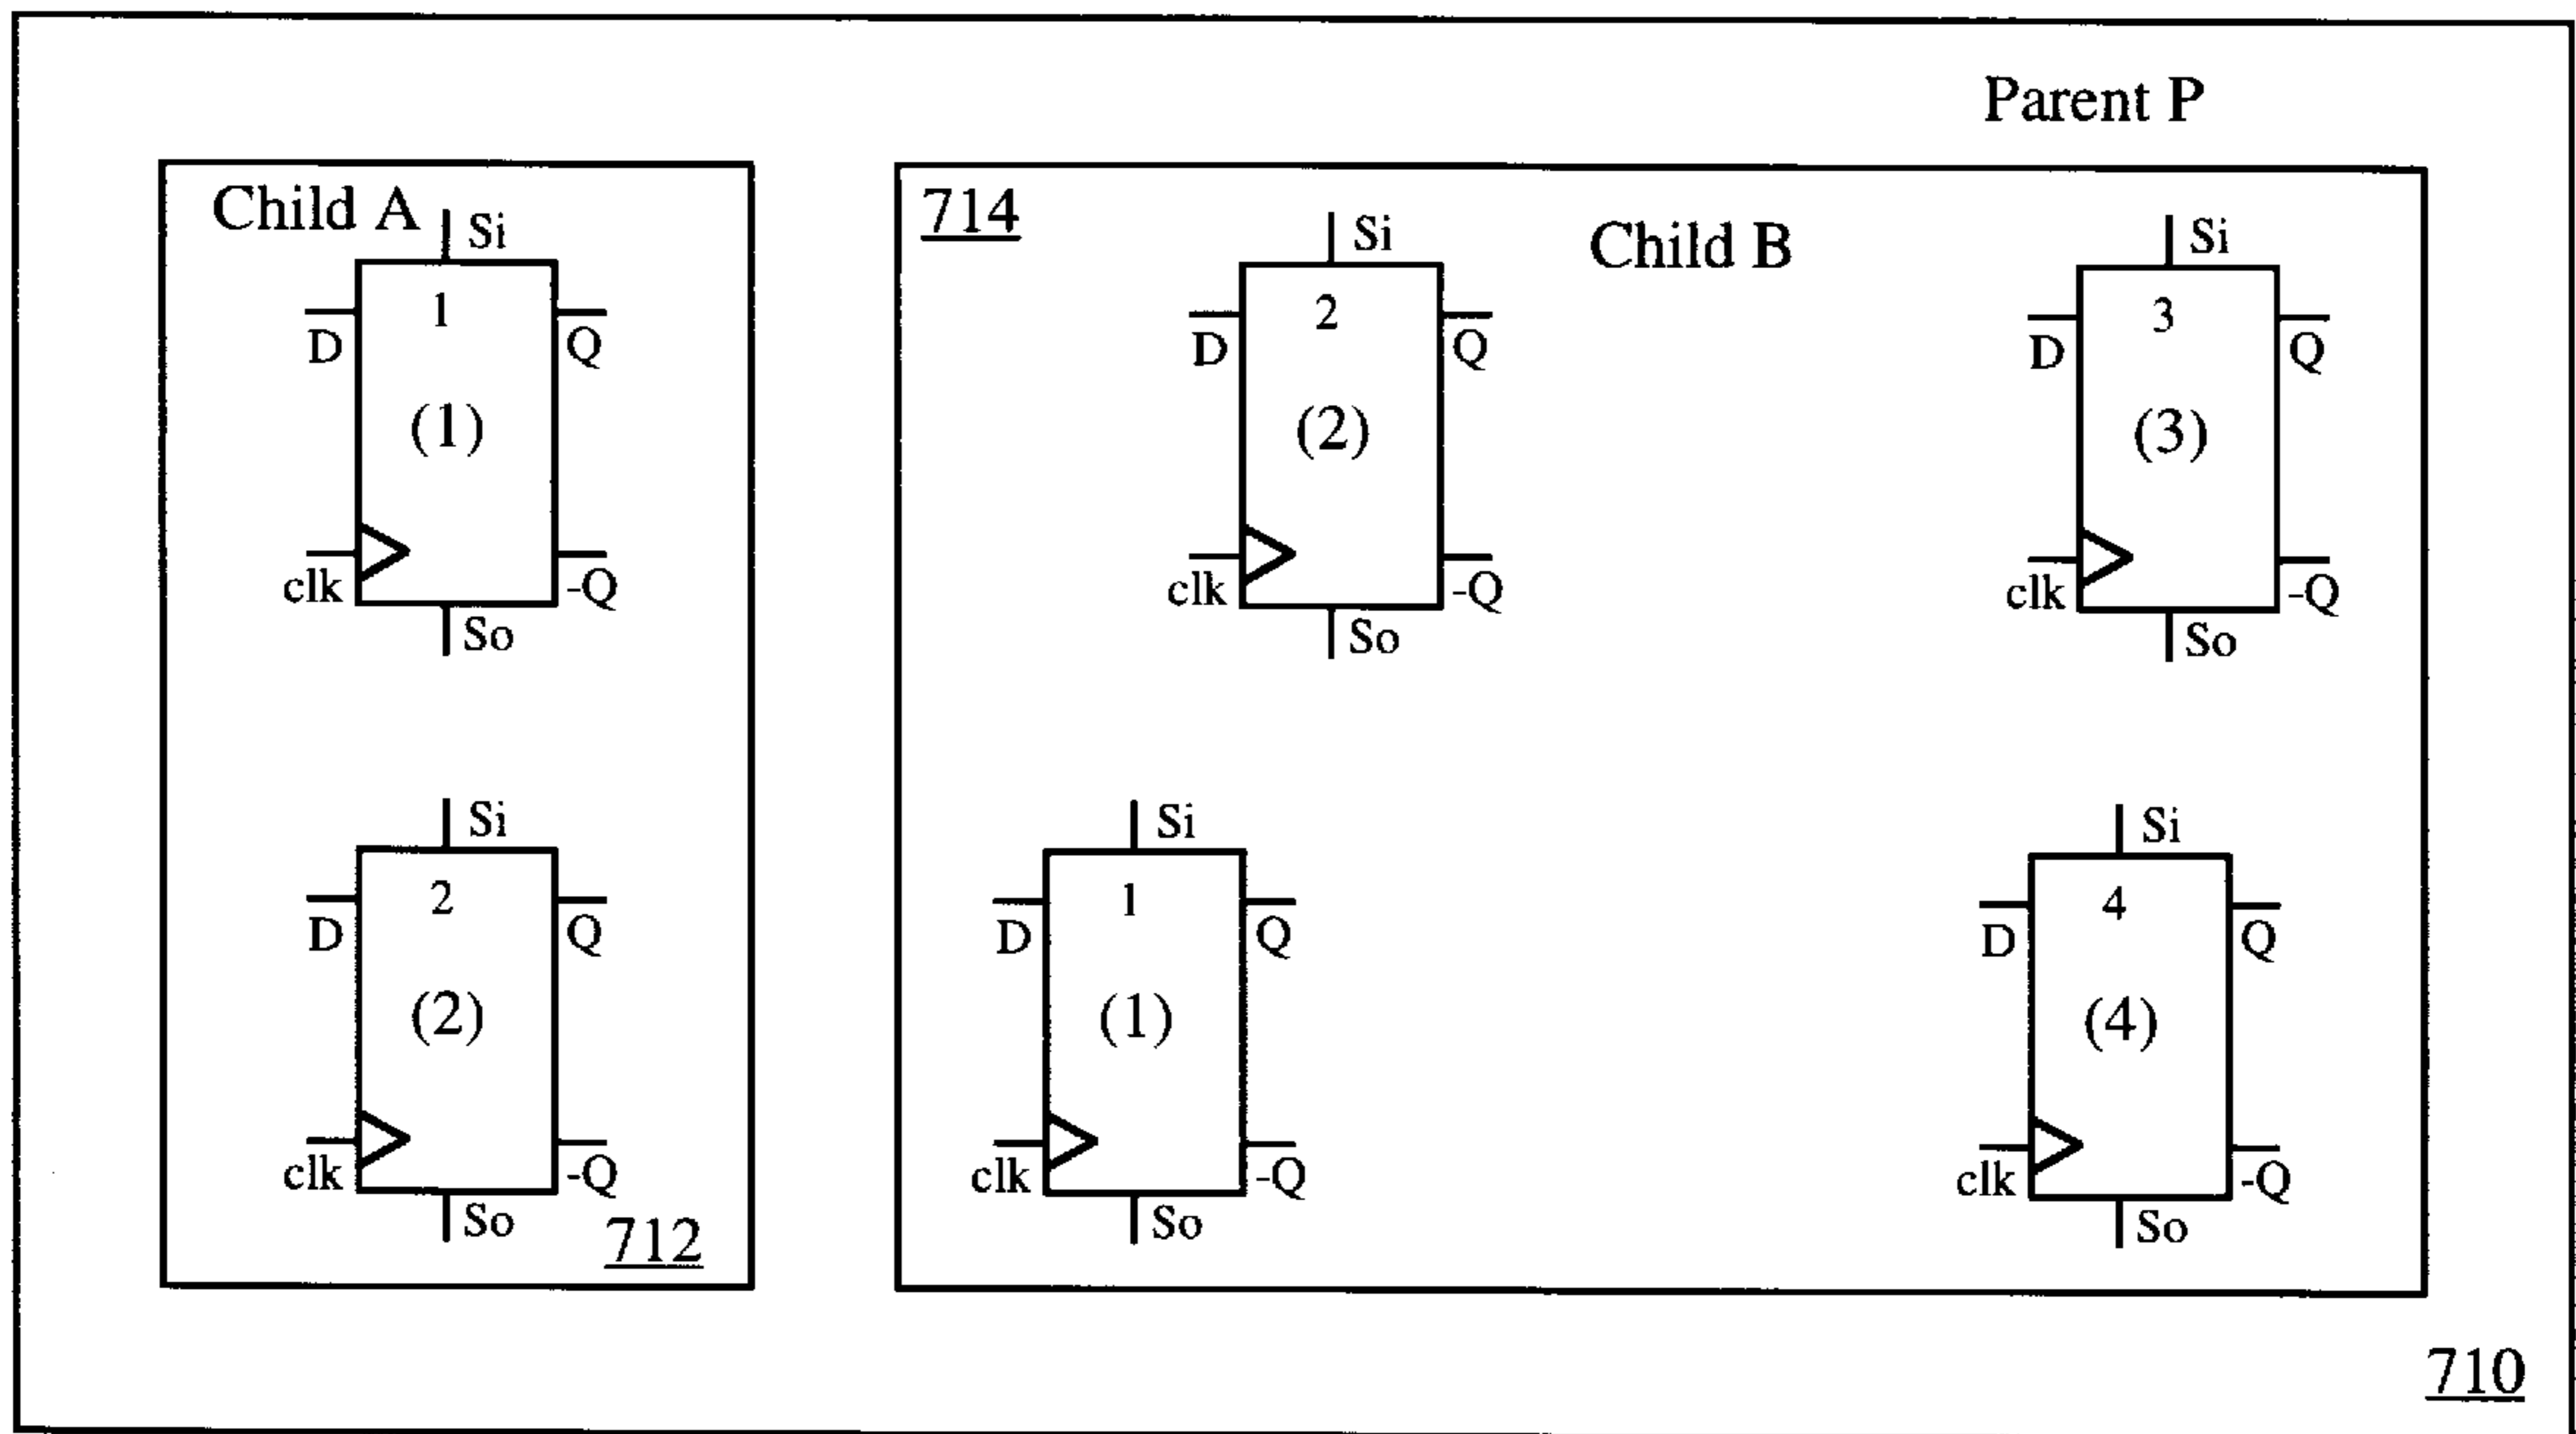 Parent P
Child A
Si
1
D
Q
(1)
clk
-Q
So
Si
2
D
Q
(2)
clk
-Q
So
712
714
Child B
Si
2
D
Q
(2)
clk
-Q
So
Si
3
D
Q
(3)
clk
-Q
So
Si
1
D
Q
(1)
clk
-Q
So
Si
4
D
Q
(4)
clk
-Q
So
710